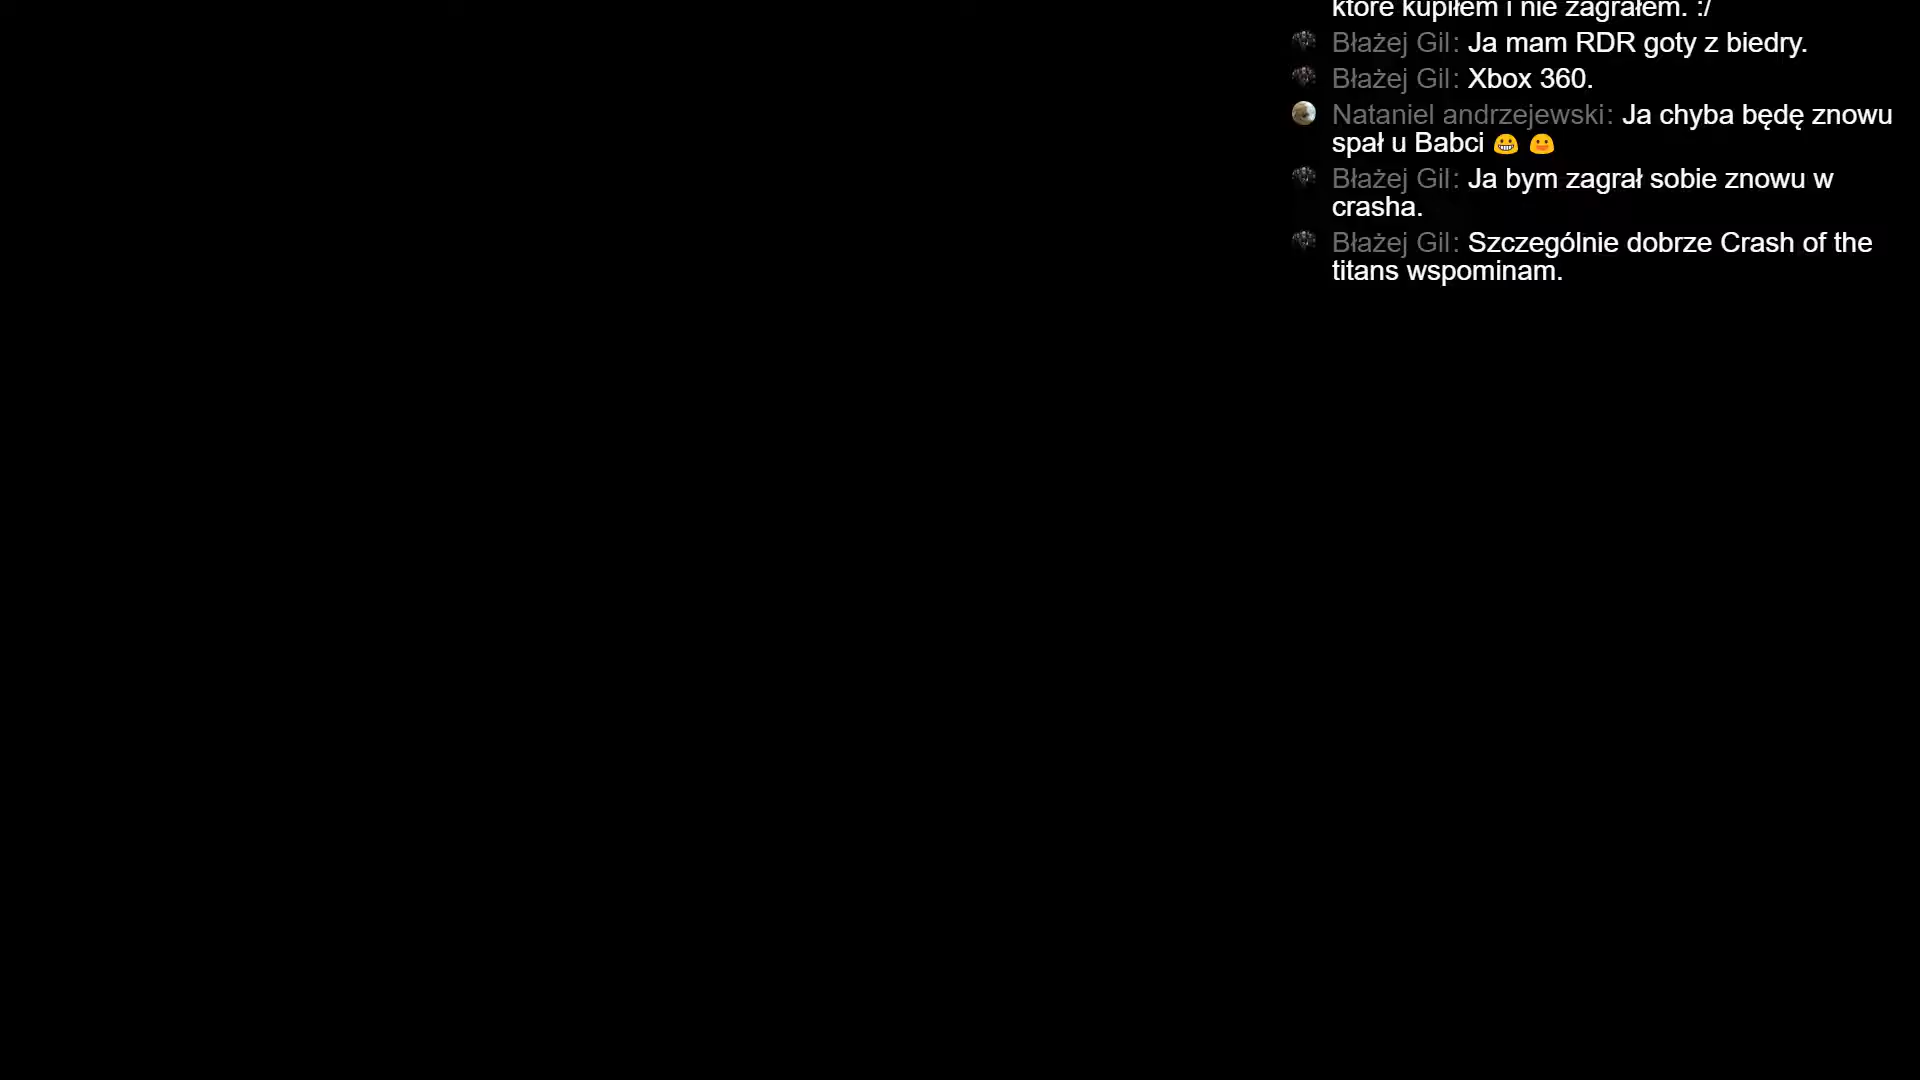 które kupiłem i nie zagrałem. :/
Błażej Gil: Ja mam RDR goty z biedry.
Błażej Gil: Xbox 360.
Nataniel andrzejewski: Ja chyba będę znowu
spał u Babci 😀 😛
Błażej Gil: Ja bym zagrał sobie znowu w
crasha.
Błażej Gil: Szczególnie dobrze Crash of the
titans wspominam.